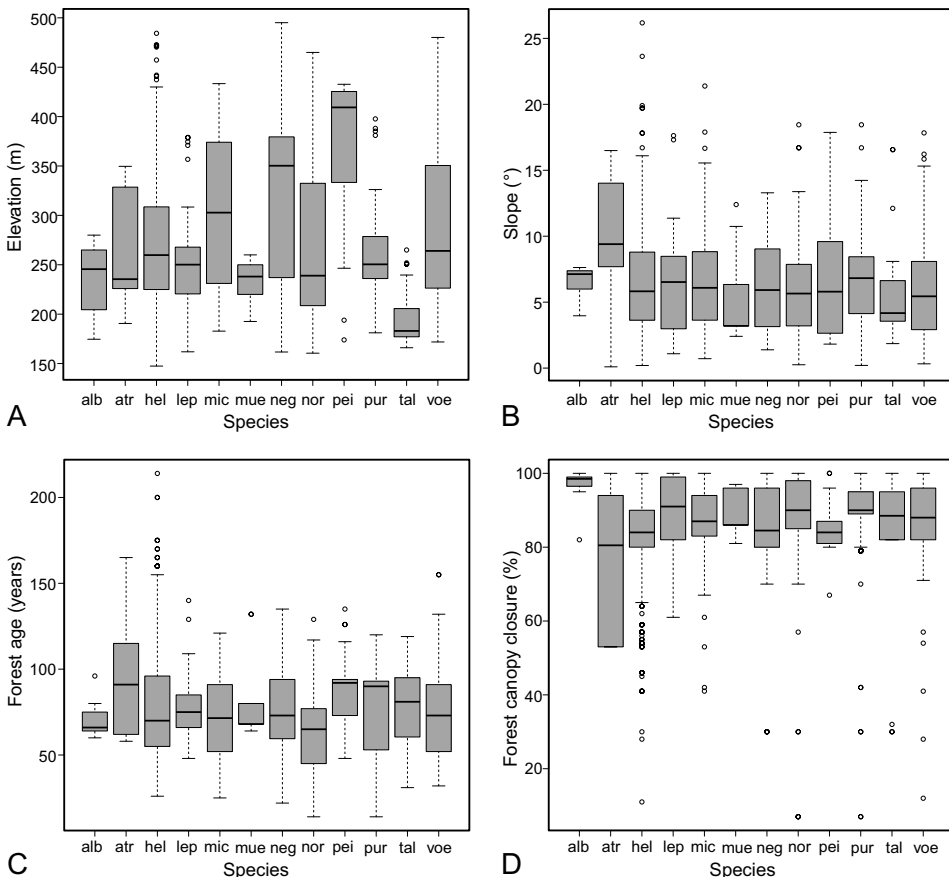 500
450
400
350
300
250
200
150
Elevation (m)
alb atr hel lep mic mue neg nor pei pur tal voe
Species
A
25
20
15
10
5
0
Slope (°)
alb atr hel lep mic mue neg nor pei pur tal voe
Species
B
200
150
100
50
Forest age (years)
alb atr hel lep mic mue neg nor pei pur tal voe
Species
C
100
80
60
40
20
Forest canopy closure (%)
alb atr hel lep mic mue neg nor pei pur tal voe
Species
D